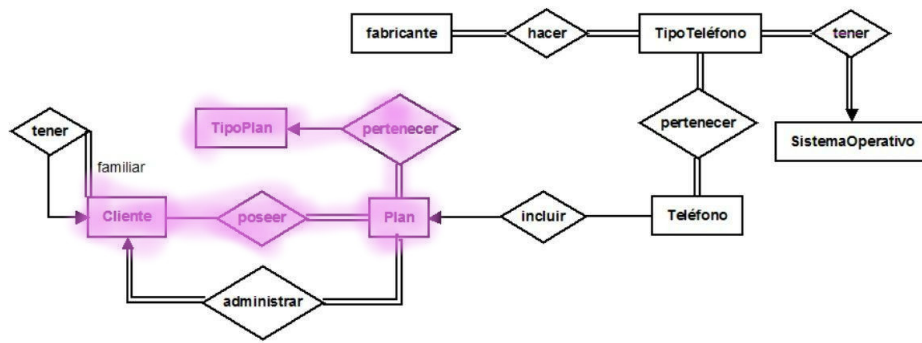 fabricante
hacer
TipoTeléfono
tener
TipoPlan
pertenecer
tener
pertenecer
SistemaOperativo
familiar
Cliente
poseer
Plan
incluir
Teléfono
administrar